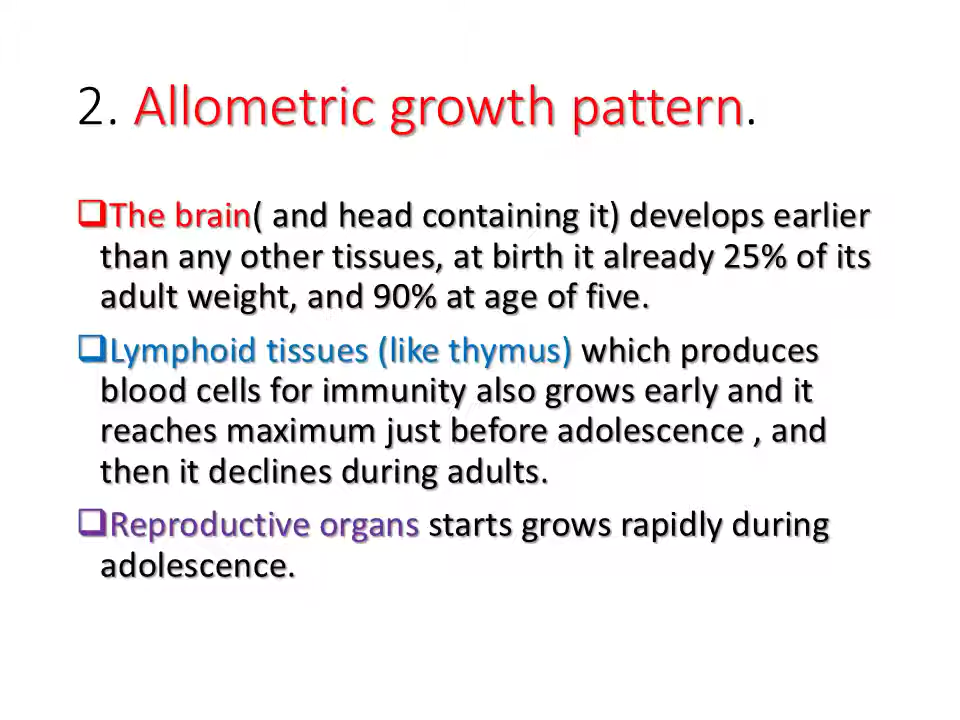 2. Allometric growth pattern.
❑The brain( and head containing it) develops earlier
than any other tissues, at birth it already 25% of its
adult weight, and 90% at age of five.
❑Lymphoid tissues (like thymus) which produces
blood cells for immunity also grows early and it
reaches maximum just before adolescence , and
then it declines during adults.
❑Reproductive organs starts grows rapidly during
adolescence.